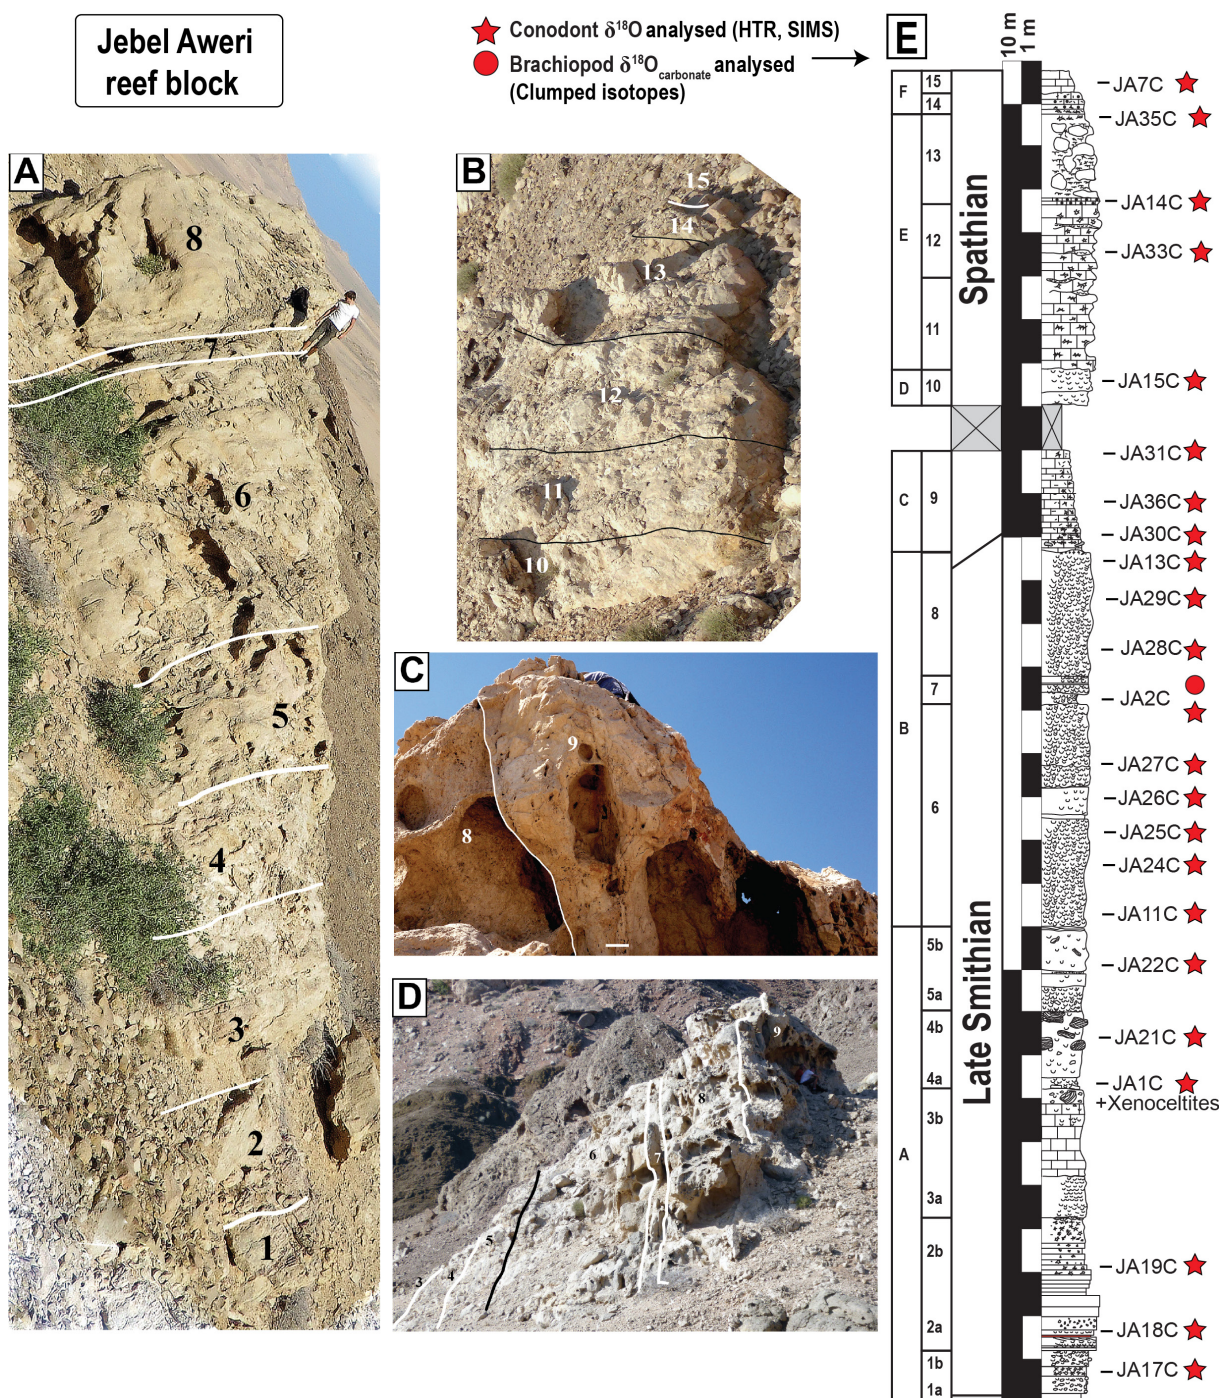 Jebel Aweri
reef block
Conodont δ¹⁸O analysed (HTR, SIMS)
Brachiopod δ¹⁸O carbonate analysed
(Clumped isotopes)
A
8
7
6
5
4
3
2
1
B
15
14
13
12
11
10
C
9
8
D
9
8
7
6
5
4
3
E
10 m
1 m
F
15
14
E
13
12
11
D
10
C
9
B
8
7
6
A
5b
5a
4b
4a
3b
3a
2b
2a
1b
1a
Spathian
Late Smithian
JA7C
JA35C
JA14C
JA33C
JA15C
JA31C
JA36C
JA30C
JA13C
JA29C
JA28C
JA2C
JA27C
JA26C
JA25C
JA24C
JA11C
JA22C
JA21C
JA1C
+Xenoceltites
JA19C
JA18C
JA17C